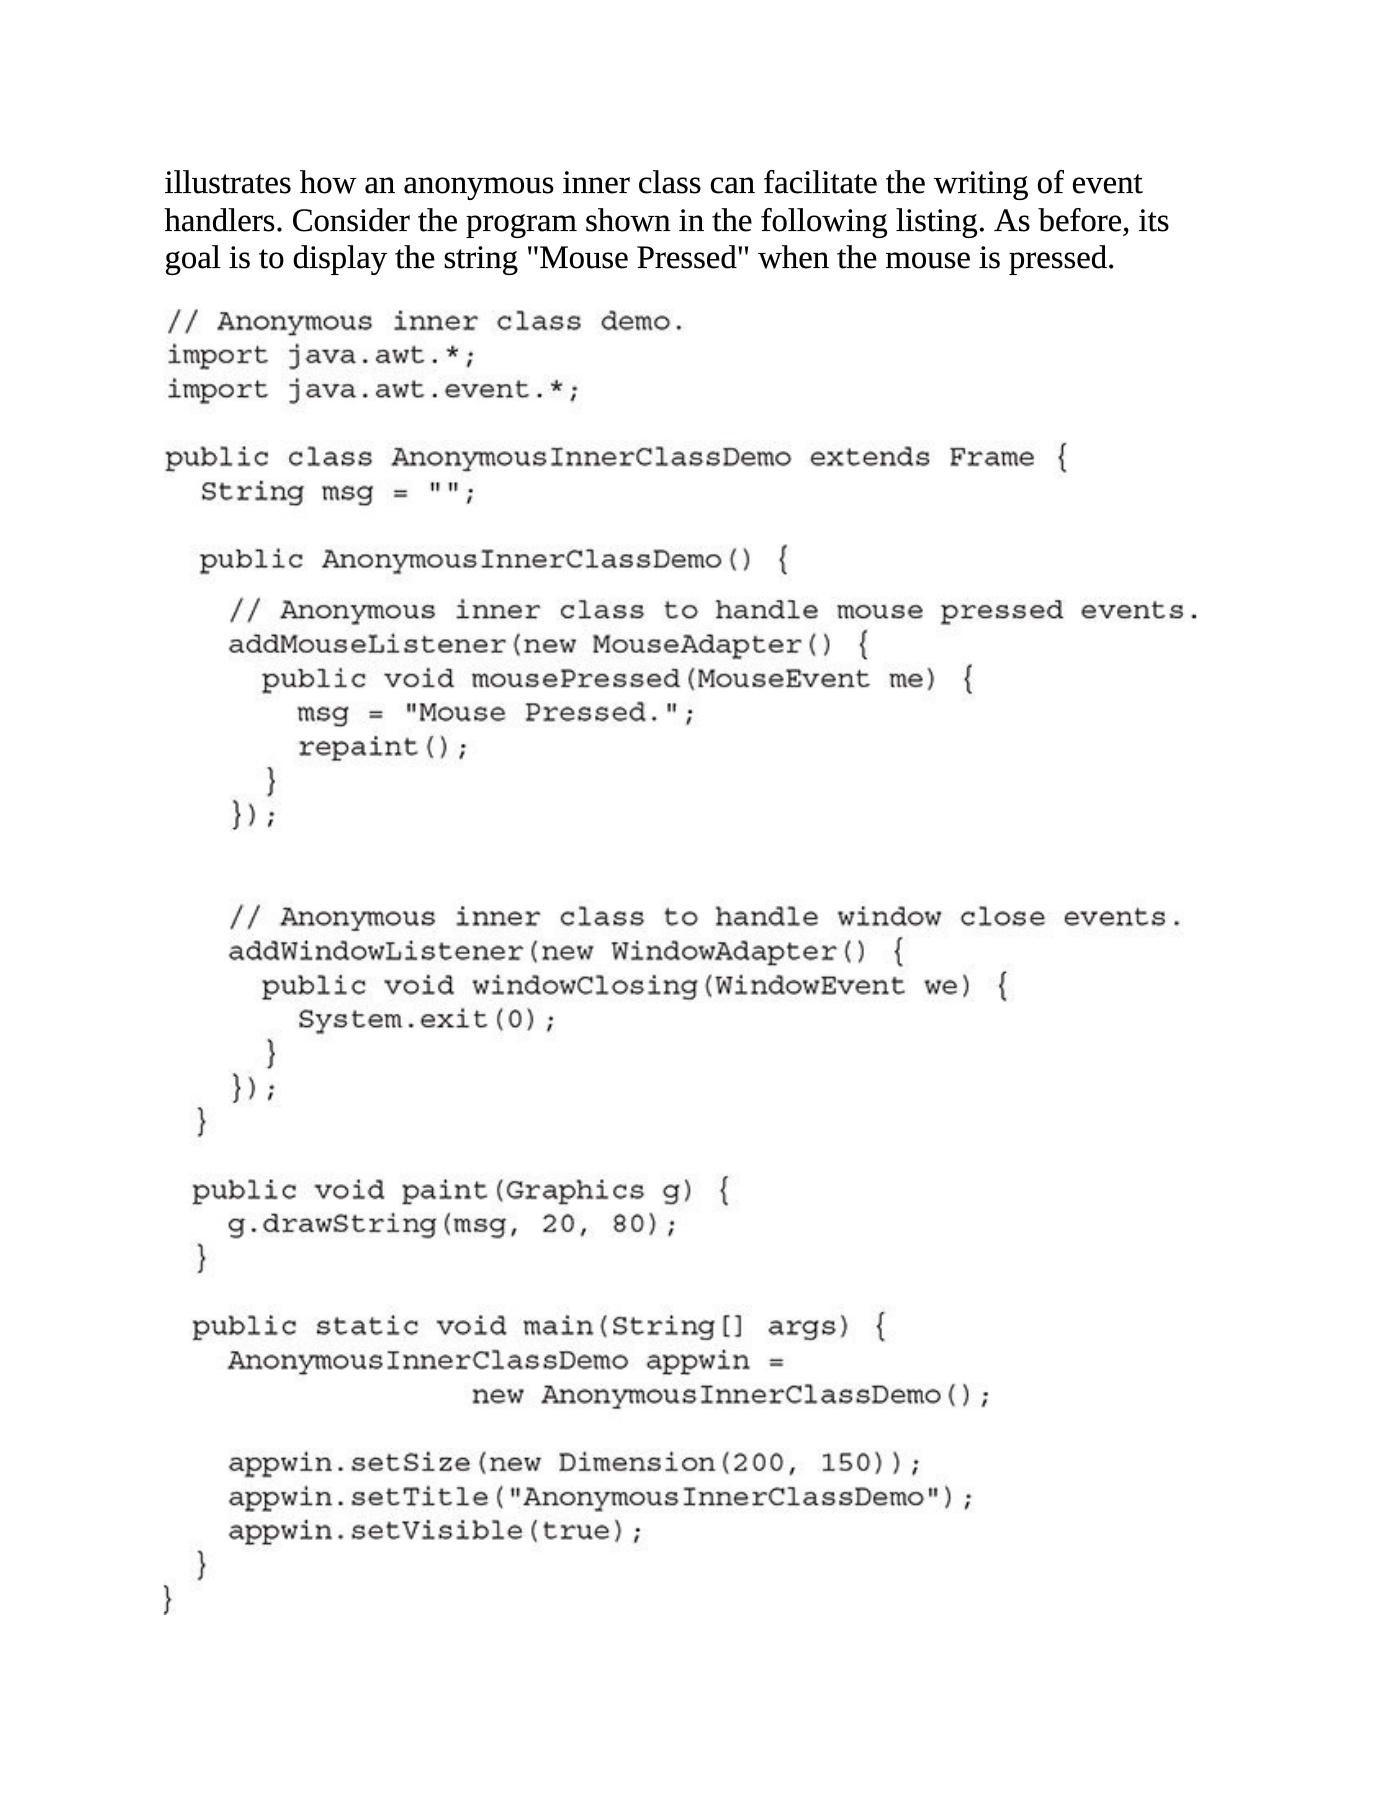 illustrates how an anonymous inner class can facilitate the writing of event
handlers. Consider the program shown in the following listing. As before, its
goal is to display the string "Mouse Pressed" when the mouse is pressed.
// Anonymous inner class demo.
import java.awt.*;
import java.awt.event.*;
public class AnonymousInnerClassDemo extends Frame {
String msg = "";
public AnonymousInnerClassDemo() {
// Anonymous inner class to handle mouse pressed events.
addMouseListener(new MouseAdapter() {
public void mousePressed(MouseEvent me) {
msg = "Mouse Pressed.";
repaint();
}
});
// Anonymous inner class to handle window close events.
addWindowListener(new WindowAdapter() {
public void windowClosing(WindowEvent we) {
System.exit(0);
}
});
}
public void paint(Graphics g) {
g.drawString(msg, 20, 80);
}
public static void main(String[] args) {
AnonymousInnerClassDemo appwin =
new AnonymousInnerClassDemo();
appwin.setSize(new Dimension(200, 150));
appwin.setTitle("AnonymousInnerClassDemo");
appwin.setVisible(true);
}
}